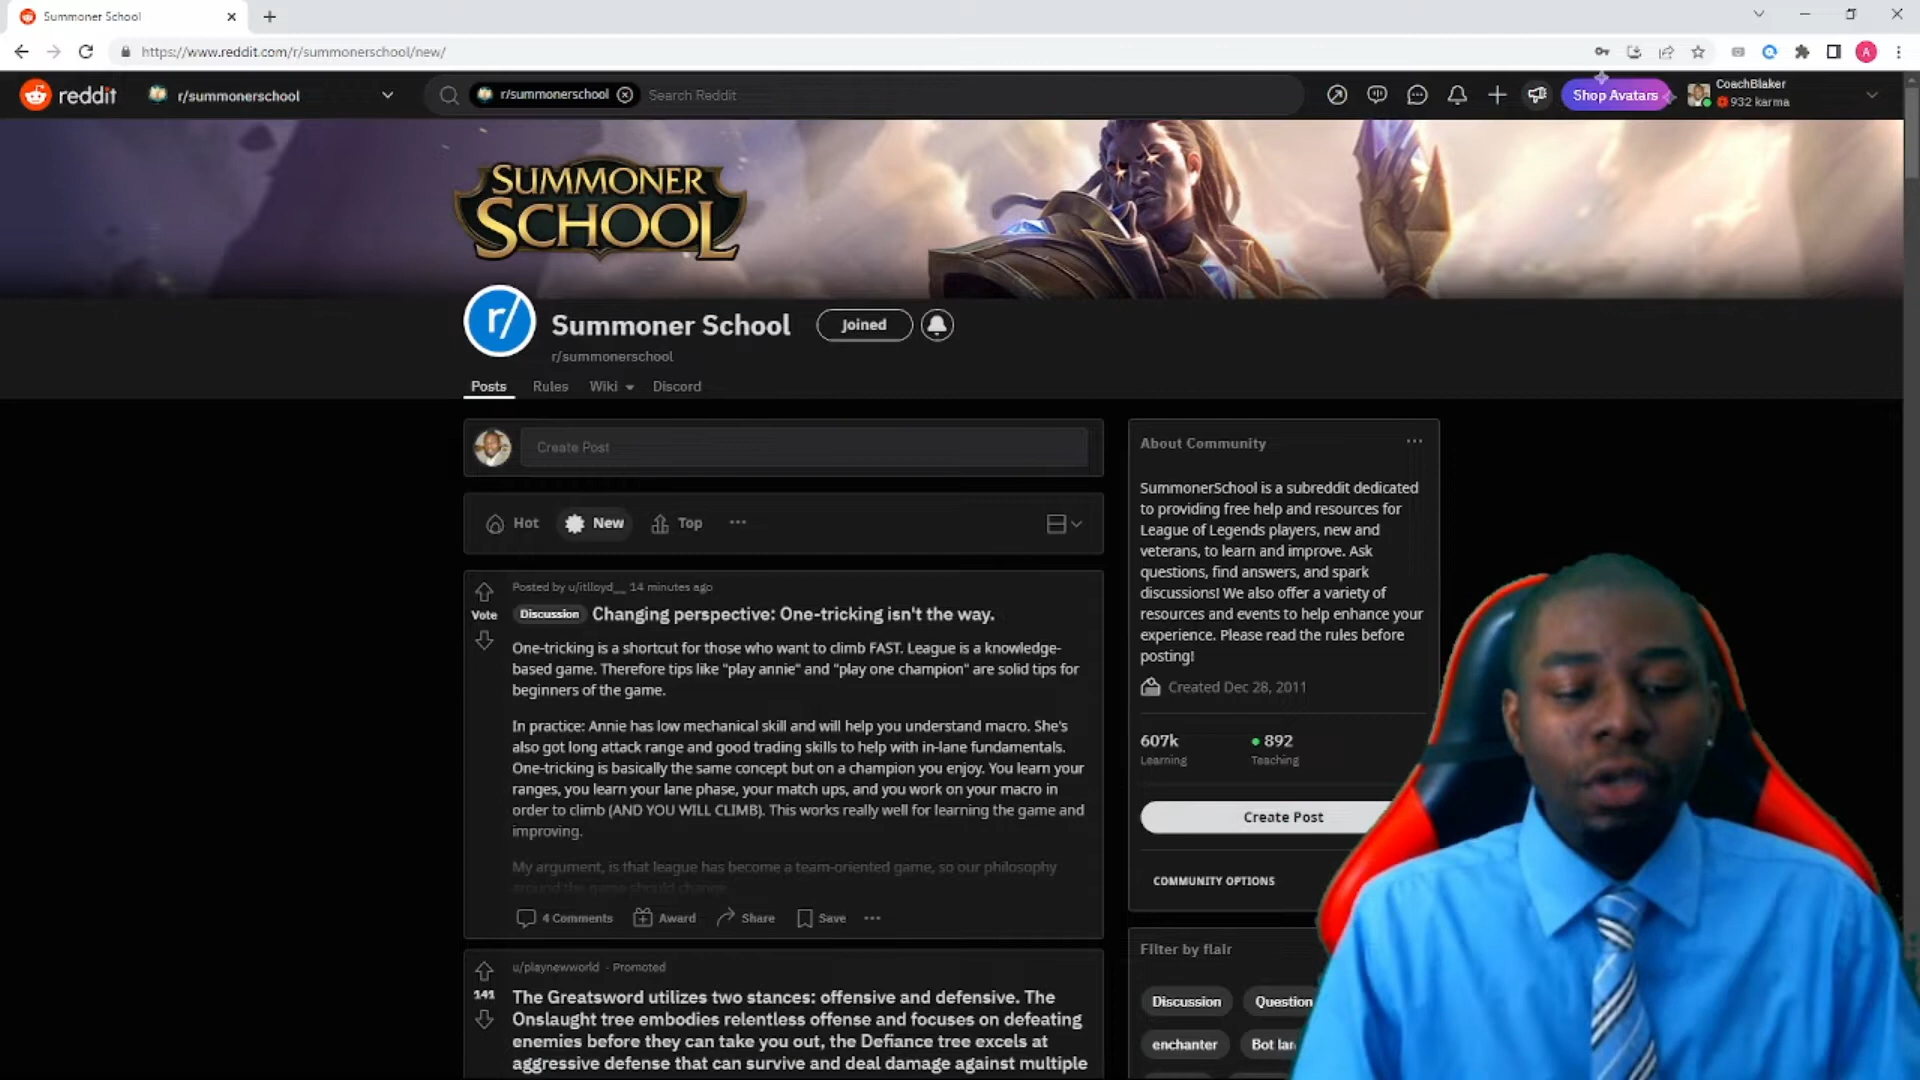 Summoner School
https://www.reddit.com/r/summonerschool/new/
A
reddit
r/summonerschool
r/summonerschool
Search Reddit
Shop Avatars
CoachBlaker
932 karma
SUMMONER
SCHOOL
r/
Summoner School
Joined
r/summonerschool
Posts
Rules
Wiki
Discord
Create Post
Hot
New
Top
Posted by u/itlloyd__ 14 minutes ago
Vote
Discussion Changing perspective: One-tricking isn't the way.
One-tricking is a shortcut for those who want to climb FAST. League is a knowledge-
based game. Therefore tips like "play annie" and "play one champion" are solid tips for
beginners of the game.
In practice: Annie has low mechanical skill and will help you understand macro. She's
also got long attack range and good trading skills to help with in-lane fundamentals.
One-tricking is basically the same concept but on a champion you enjoy. You learn your
ranges, you learn your lane phase, your match ups, and you work on your macro in
order to climb (AND YOU WILL CLIMB). This works really well for learning the game and
improving.
My argument, is that league has become a team-oriented game, so our philosophy
around the game should change
4 Comments
Award
Share
Save
u/playnewworld · Promoted
141
The Greatsword utilizes two stances: offensive and defensive. The
Onslaught tree embodies relentless offense and focuses on defeating
enemies before they can take you out, the Defiance tree excels at
aggressive defense that can survive and deal damage against multiple
About Community
SummonerSchool is a subreddit dedicated
to providing free help and resources for
League of Legends players, new and
veterans, to learn and improve. Ask
questions, find answers, and spark
discussions! We also offer a variety of
resources and events to help enhance your
experience. Please read the rules before
posting!
Created Dec 28, 2011
607k
892
Learning
Teaching
Create Post
COMMUNITY OPTIONS
Filter by flair
Discussion
Question
enchanter
Bot lan